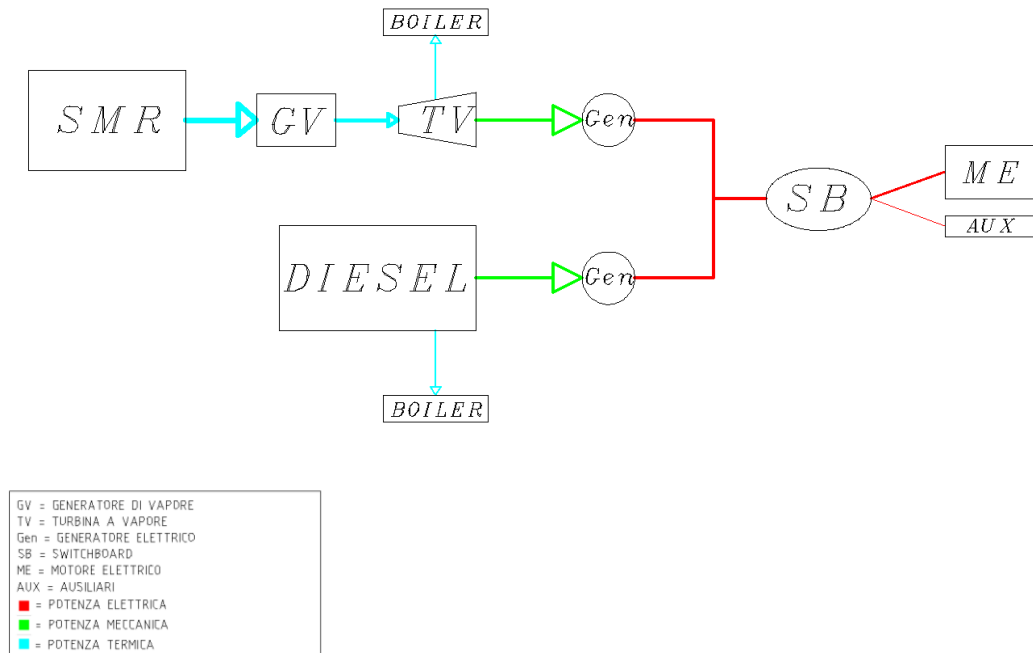 BOILER
SMR
GV
TV
Gen
SB
ME
AUX
DIESEL
Gen
BOILER
GV = GENERATORE DI VAPORE
TV = TURBINA A VAPORE
Gen = GENERATORE ELETTRICO
SB = SWITCHBOARD
ME = MOTORE ELETTRICO
AUX = AUSILIARI
= POTENZA ELETTRICA
= POTENZA MECCANICA
= POTENZA TERMICA